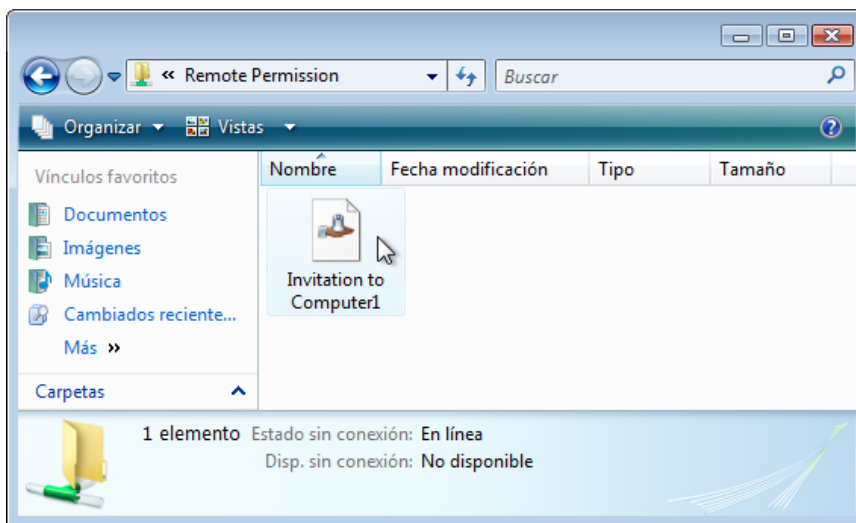 « Remote Permission
Buscar
Organizar
Vistas
Vínculos favoritos
Documentos
Imágenes
Música
Cambiados reciente...
Más »
Carpetas
Nombre Fecha modificación Tipo Tamaño
Invitation to
Computer1
1 elemento Estado sin conexión: En línea
Disp. sin conexión: No disponible